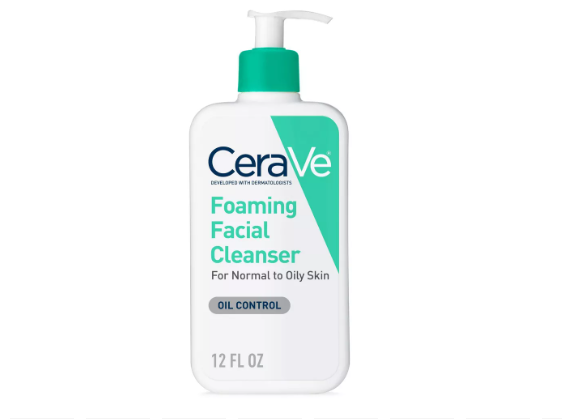 CeraVe®
DEVELOPED WITH DERMATOLOGISTS
Foaming
Facial
Cleanser
For Normal to Oily Skin
OIL CONTROL
12 FL OZ